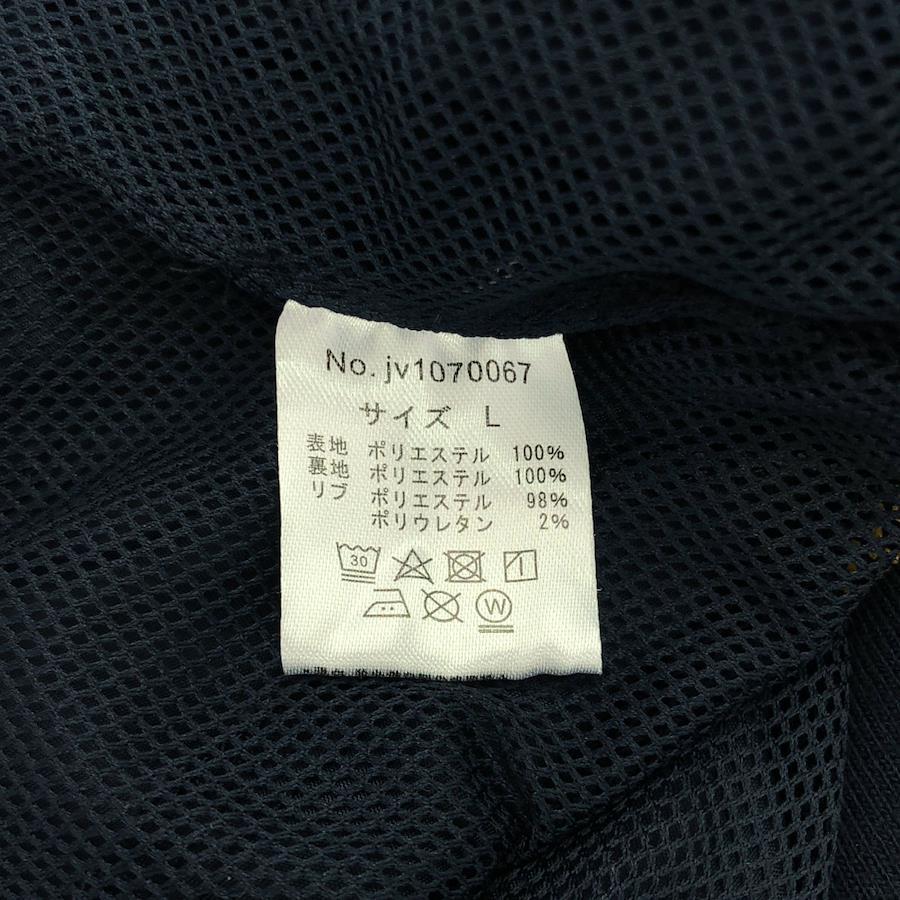 No. jv1070067
サイズ L
表地 ポリエステル 100%
裏地 ポリエステル 100%
リブ ポリエステル 98%
ポリウレタン 2%
30
W